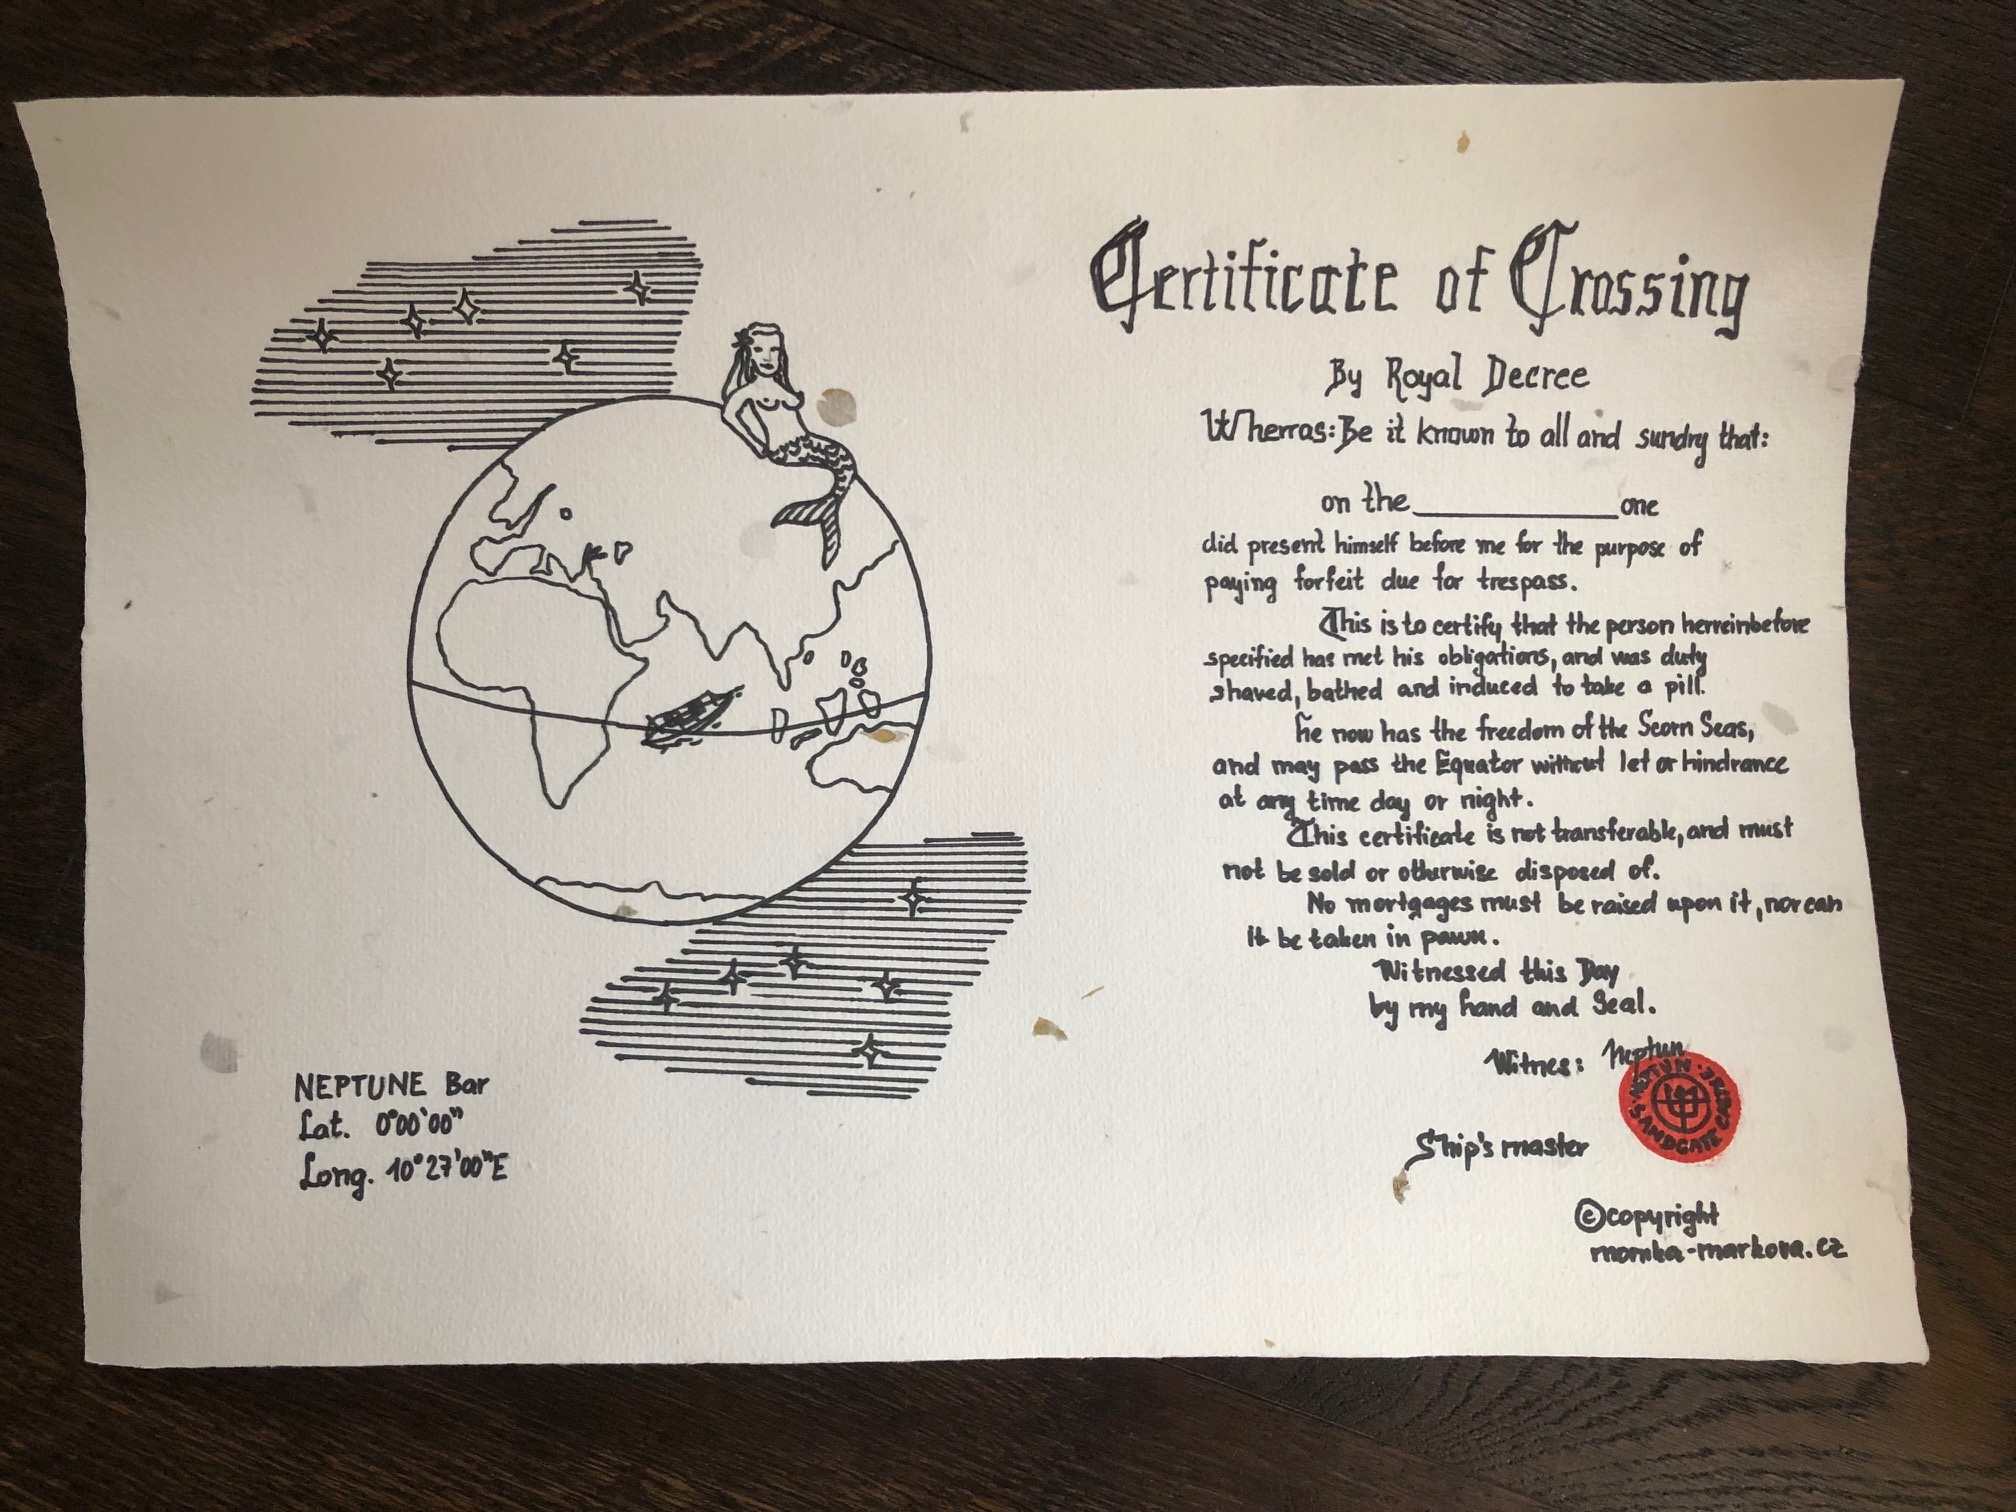 Certificate of Crossing
By Royal Decree
Wherras: Be it known to all and sundry that:
on the____________one
did present himself before me for the purpose of
paying forfeit due for trespass.
This is to certify that the person herreinbefore
specified has met his obligations, and was duty
shaved, bathed and induced to take a pill.
he now has the freedom of the Scorn Seas,
and may pass the Equator without let or hindrance
at any time day or night.
This certificate is not transferable, and must
not be sold or otherwise disposed of.
No mortgages must be raised upon it, nor can
it be taken in pawn.
Witnessed this Day
by my hand and Seal.
Witnes: Neptun
NEPTUN
SANDGATE
Ship's master
©copyright
monika-markova.cz
NEPTUNE Bar
Lat. 0°00'00"
Long. 10°27'00"E